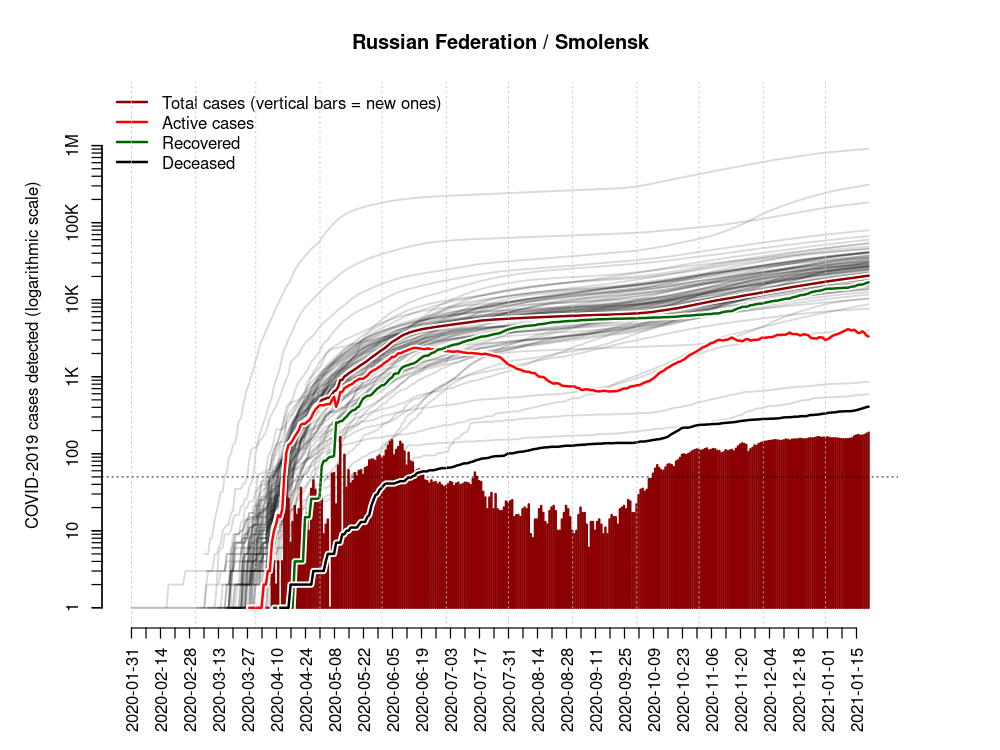 Russian Federation / Smolensk
Total cases (vertical bars = new ones)
Active cases
Recovered
Deceased
COVID-2019 cases detected (logarithmic scale)
1M
100K
10K
1K
100
10
1
2020-01-31
2020-02-14
2020-02-28
2020-03-13
2020-03-27
2020-04-10
2020-04-24
2020-05-08
2020-05-22
2020-06-05
2020-06-19
2020-07-03
2020-07-17
2020-07-31
2020-08-14
2020-08-28
2020-09-11
2020-09-25
2020-10-09
2020-10-23
2020-11-06
2020-11-20
2020-12-04
2020-12-18
2021-01-01
2021-01-15